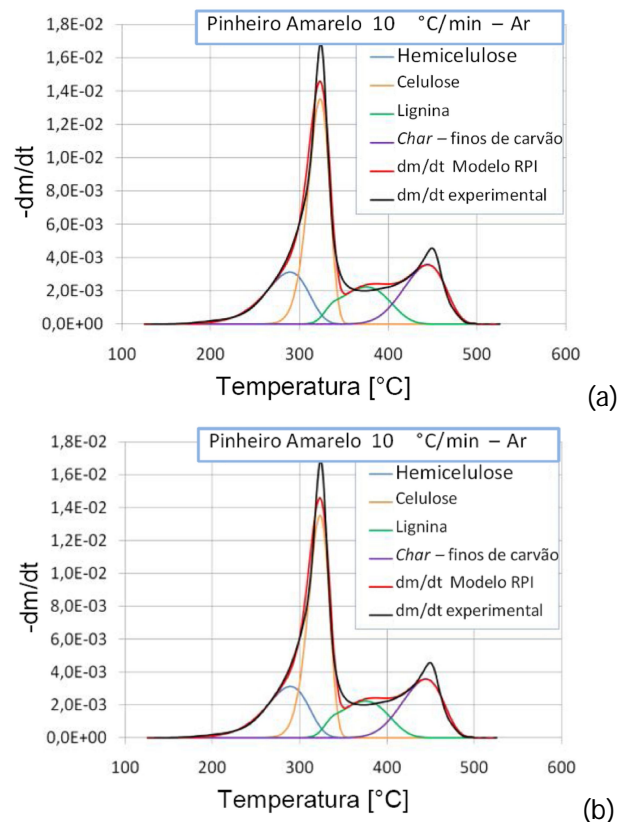 Pinheiro Amarelo 10 °C/min – Ar
1,8E-02
1,6E-02
1,4E-02
1,2E-02
1,0E-02
8,0E-03
6,0E-03
4,0E-03
2,0E-03
0,0E+00
-dm/dt
Hemicelulose
Celulose
Lignina
Char – finos de carvão
dm/dt Modelo RPI
dm/dt experimental
100 200 300 400 500 600
Temperatura [°C]
(a)
Pinheiro Amarelo 10 °C/min – Ar
1,8E-02
1,6E-02
1,4E-02
1,2E-02
1,0E-02
8,0E-03
6,0E-03
4,0E-03
2,0E-03
0,0E+00
-dm/dt
Hemicelulose
Celulose
Lignina
Char – finos de carvão
dm/dt Modelo RPI
dm/dt experimental
100 200 300 400 500 600
Temperatura [°C]
(b)